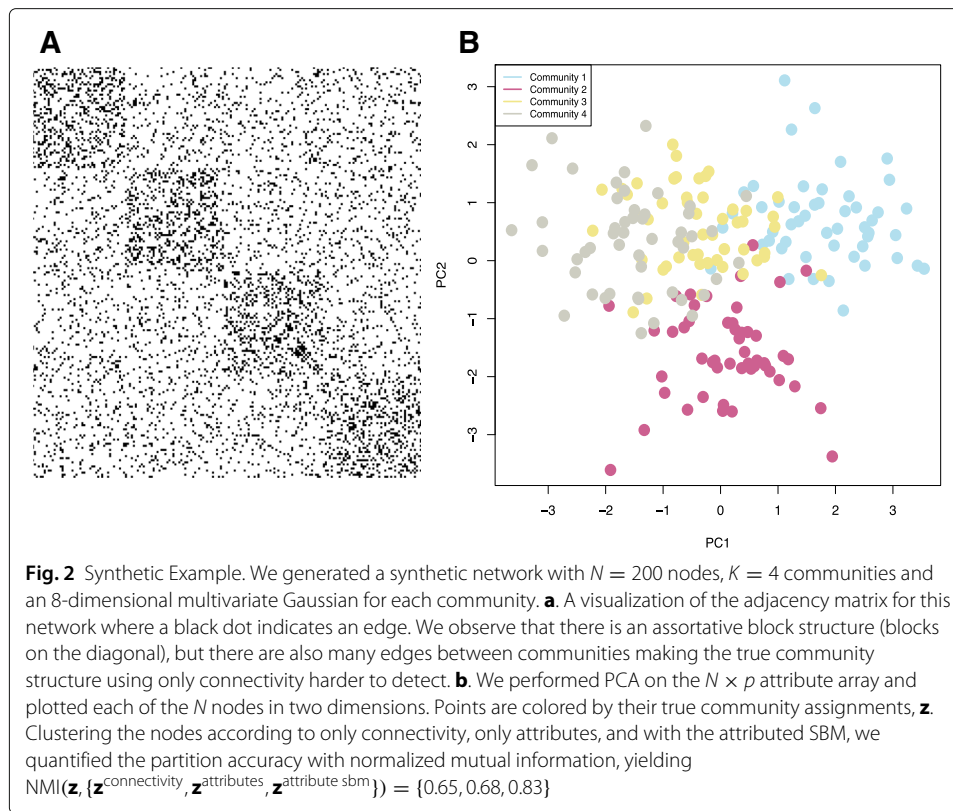 A
B
Community 1
Community 2
Community 3
Community 4
3
2
1
0
−1
−2
−3
PC2
−3 −2 −1 0 1 2 3
PC1
Fig. 2 Synthetic Example. We generated a synthetic network with N = 200 nodes, K = 4 communities and
an 8-dimensional multivariate Gaussian for each community. a. A visualization of the adjacency matrix for this
network where a black dot indicates an edge. We observe that there is an assortative block structure (blocks
on the diagonal), but there are also many edges between communities making the true community
structure using only connectivity harder to detect. b. We performed PCA on the N × p attribute array and
plotted each of the N nodes in two dimensions. Points are colored by their true community assignments, z.
Clustering the nodes according to only connectivity, only attributes, and with the attributed SBM, we
quantified the partition accuracy with normalized mutual information, yielding
NMI(z, {z^connectivity, z^attributes, z^attribute sbm}) = {0.65, 0.68, 0.83}